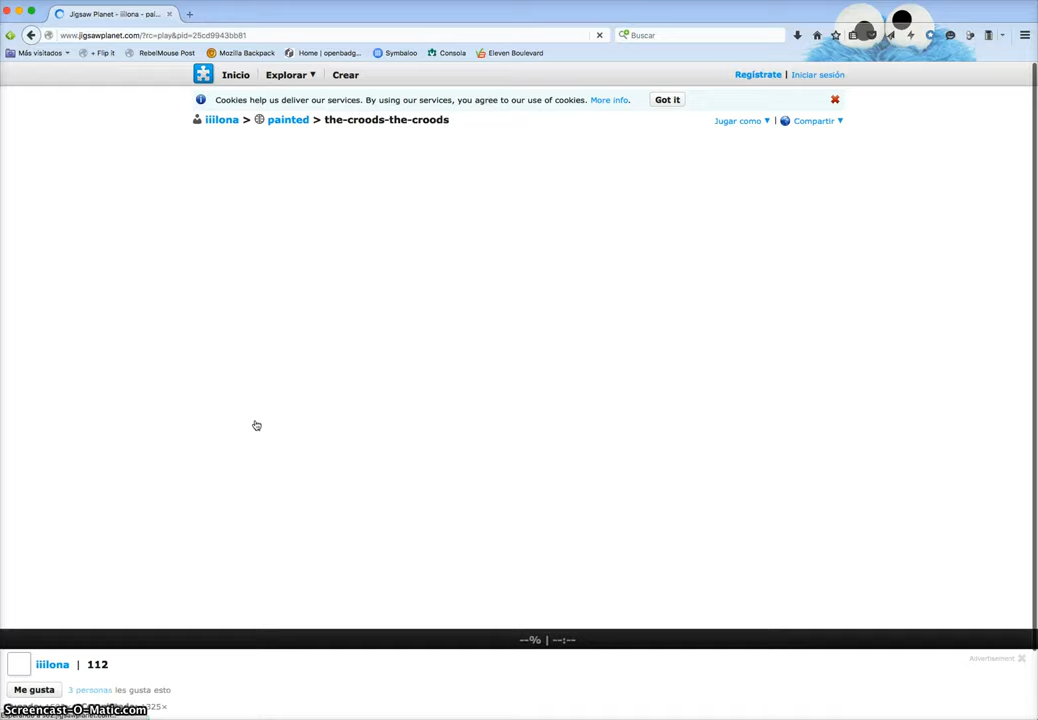 Jigsaw Planet - iiilona - pai...
www.jigsawplanet.com/?rc=play&pid=25cd9943bb81
Buscar
Más visitados + Flip it RebelMouse Post Mozilla Backpack Home | openbadg... Symbaloo Consola Eleven Boulevard
Inicio Explorar Crear Regístrate | Iniciar sesión
Cookies help us deliver our services. By using our services, you agree to our use of cookies. More info. Got it
iiilona > painted > the-croods-the-croods Jugar como | Compartir
--% | --:--
iiilona | 112
Advertisement
Me gusta 3 personas les gusta esto
Screencast-O-Matic.com